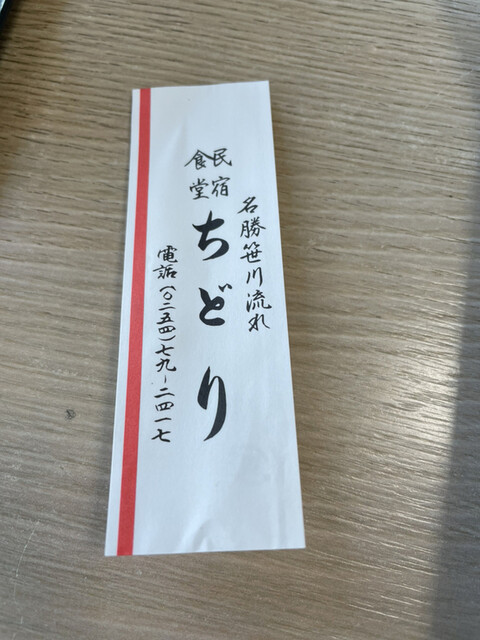 名勝笹川流れ
民宿
食堂
ちどり
電話(〇二五四)七九-二四一七